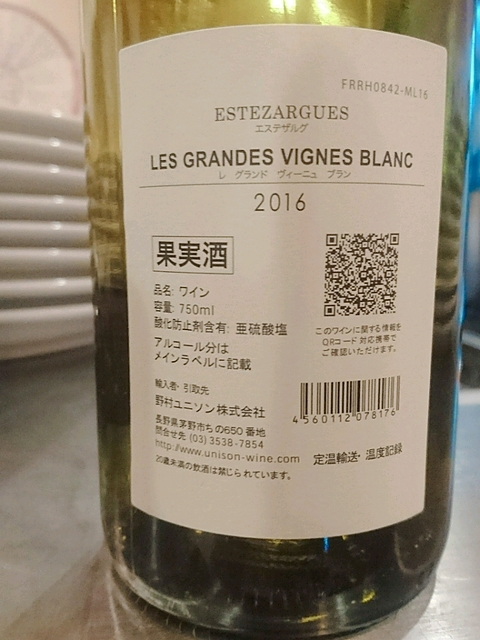 FRRH0842-ML16
ESTEZARGUES
エステザルグ
LES GRANDES VIGNES BLANC
レ グランド ヴィーニュ ブラン
2016
果実酒
品名: ワイン
容量: 750ml
酸化防止剤含有: 亜硫酸塩
アルコール分は
メインラベルに記載
このワインに関する情報を
QRコード対応携帯で
ご確認いただけます。
輸入者・引取先
野村ユニソン株式会社
長野県茅野市ちの650番地
問合せ先 (03) 3538-7854
http://www.unison-wine.com
20歳未満の飲酒は禁じられています。
4 560112 078176
定温輸送・温度記録